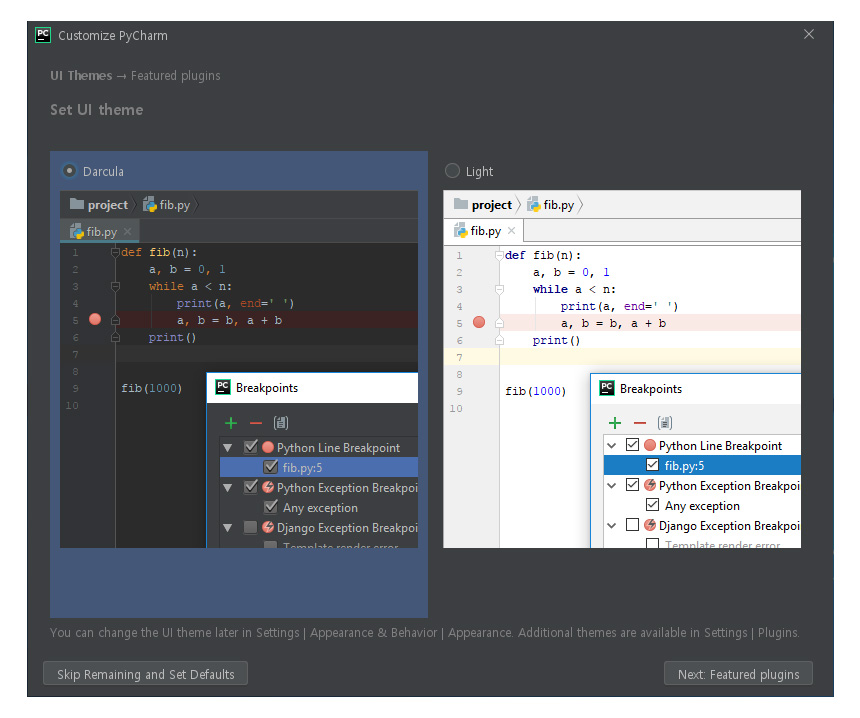 PC Customize PyCharm
UI Themes → Featured plugins
Set UI theme
Darcula
project fib.py
fib.py
1 def fib(n):
2 a, b = 0, 1
3 while a < n:
4 print(a, end=' ')
5 a, b = b, a + b
6 print()
7
8
9 fib(1000)
10
PC Breakpoints
Python Line Breakpoint
fib.py:5
Python Exception Breakpoi
Any exception
Django Exception Breakpoi
Template render error
Light
project fib.py
fib.py
1 def fib(n):
2 a, b = 0, 1
3 while a < n:
4 print(a, end=' ')
5 a, b = b, a + b
6 print()
7
8
9 fib(1000)
10
PC Breakpoints
Python Line Breakpoint
fib.py:5
Python Exception Breakpoi
Any exception
Django Exception Breakpoi
Template render error
You can change the UI theme later in Settings | Appearance & Behavior | Appearance. Additional themes are available in Settings | Plugins.
Skip Remaining and Set Defaults
Next: Featured plugins